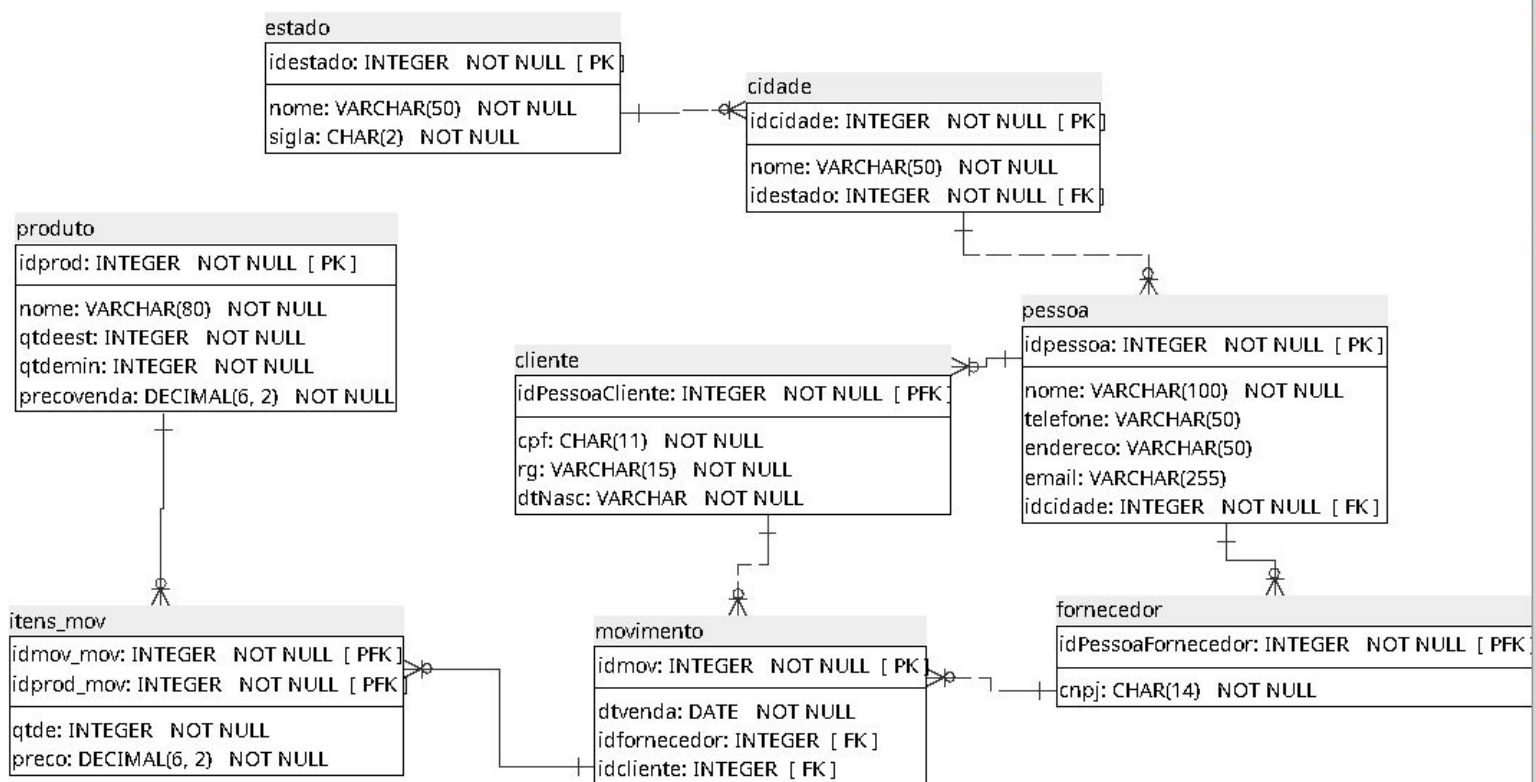 estado
idestado: INTEGER NOT NULL [ PK ]
nome: VARCHAR(50) NOT NULL
sigla: CHAR(2) NOT NULL
cidade
idcidade: INTEGER NOT NULL [ PK ]
nome: VARCHAR(50) NOT NULL
idestado: INTEGER NOT NULL [ FK ]
produto
idprod: INTEGER NOT NULL [ PK ]
nome: VARCHAR(80) NOT NULL
qtdeest: INTEGER NOT NULL
qtdemin: INTEGER NOT NULL
precovenda: DECIMAL(6, 2) NOT NULL
pessoa
idpessoa: INTEGER NOT NULL [ PK ]
nome: VARCHAR(100) NOT NULL
telefone: VARCHAR(50)
endereco: VARCHAR(50)
email: VARCHAR(255)
idcidade: INTEGER NOT NULL [ FK ]
cliente
idPessoaCliente: INTEGER NOT NULL [ PFK ]
cpf: CHAR(11) NOT NULL
rg: VARCHAR(15) NOT NULL
dtNasc: VARCHAR NOT NULL
itens_mov
idmov_mov: INTEGER NOT NULL [ PFK ]
idprod_mov: INTEGER NOT NULL [ PFK ]
qtde: INTEGER NOT NULL
preco: DECIMAL(6, 2) NOT NULL
movimento
idmov: INTEGER NOT NULL [ PK ]
dtvenda: DATE NOT NULL
idfornecedor: INTEGER [ FK ]
idcliente: INTEGER [ FK ]
fornecedor
idPessoaFornecedor: INTEGER NOT NULL [ PFK ]
cnpj: CHAR(14) NOT NULL